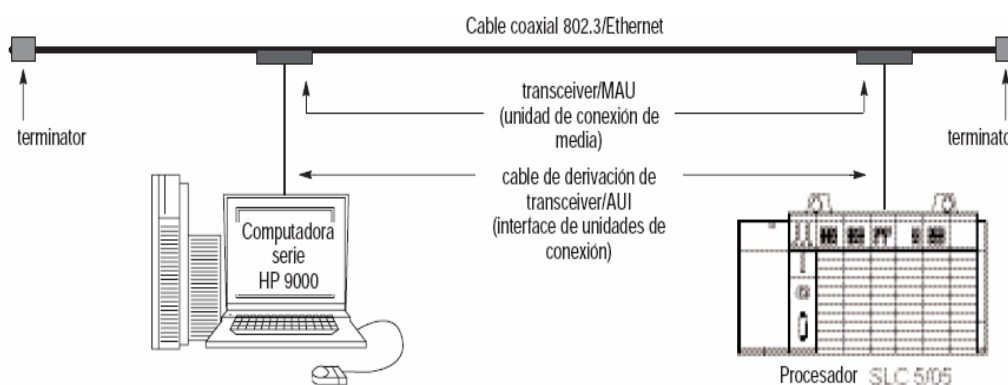 Cable coaxial 802.3/Ethernet
terminator
transceiver/MAU
(unidad de conexión de
media)
terminato
cable de derivación de
transceiver/AUI
(interface de unidades de
conexión)
Computadora
serie
HP 9000
Procesador SLC 5/05